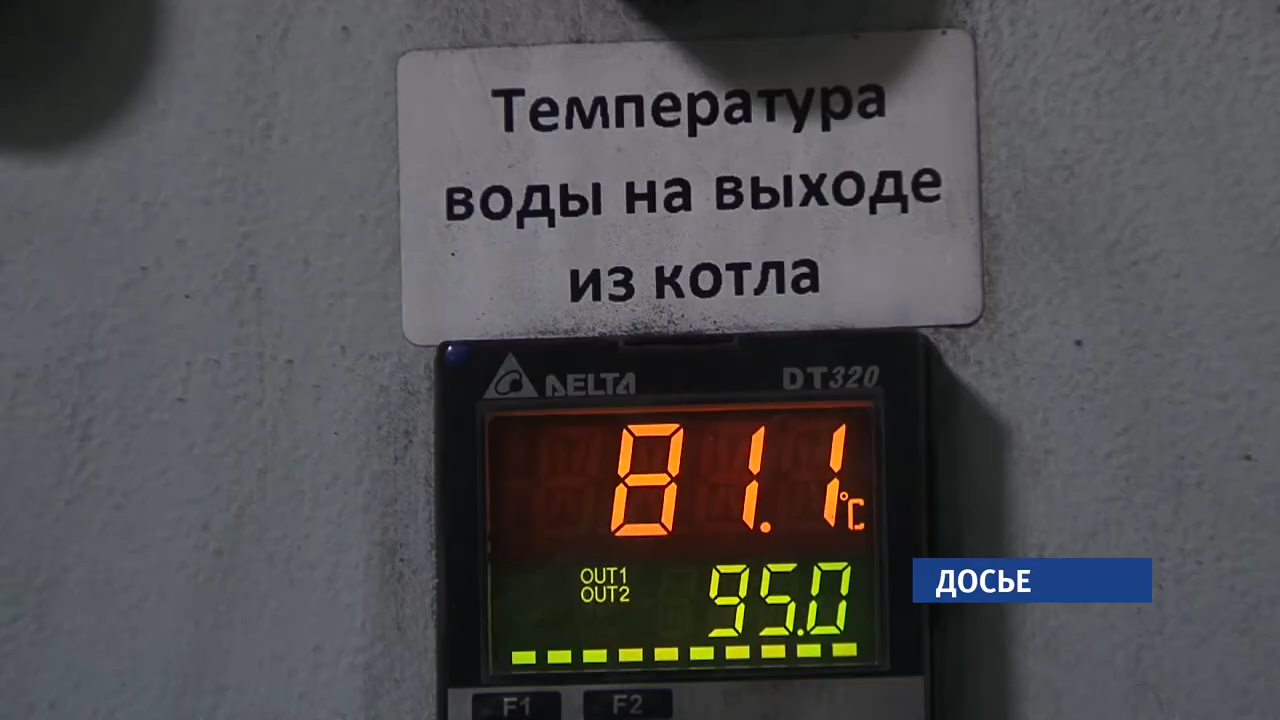 Температура
воды на выходе
из котла
DELTA
DT320
81.1°C
OUT1
OUT2
95.0
ДОСЬЕ
F1
F2